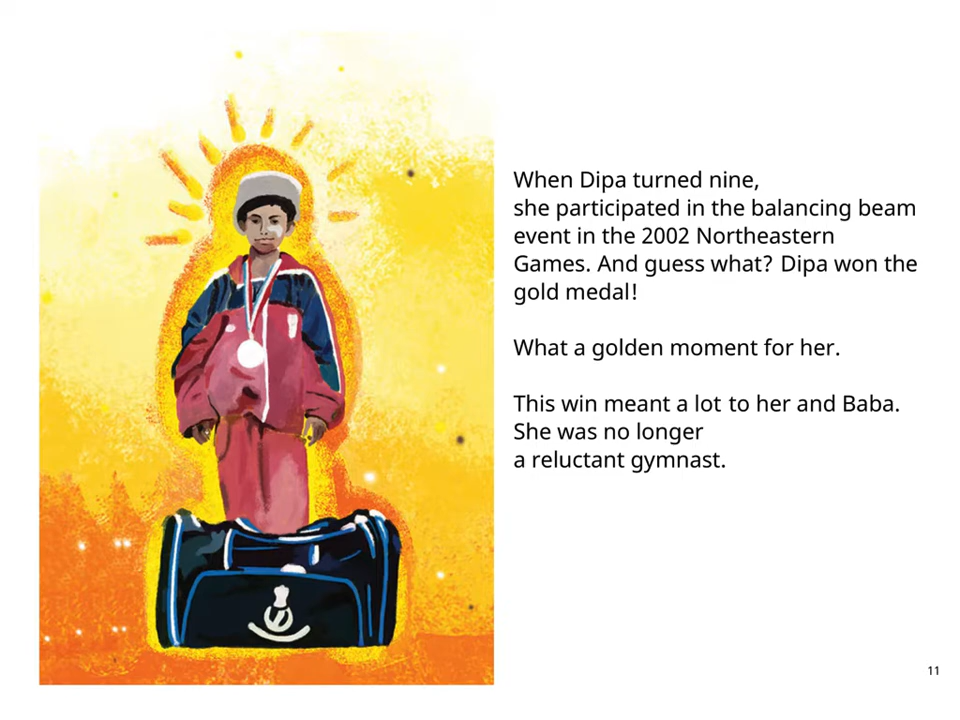 When Dipa turned nine,
she participated in the balancing beam
event in the 2002 Northeastern
Games. And guess what? Dipa won the
gold medal!
What a golden moment for her.
This win meant a lot to her and Baba.
She was no longer
a reluctant gymnast.
11